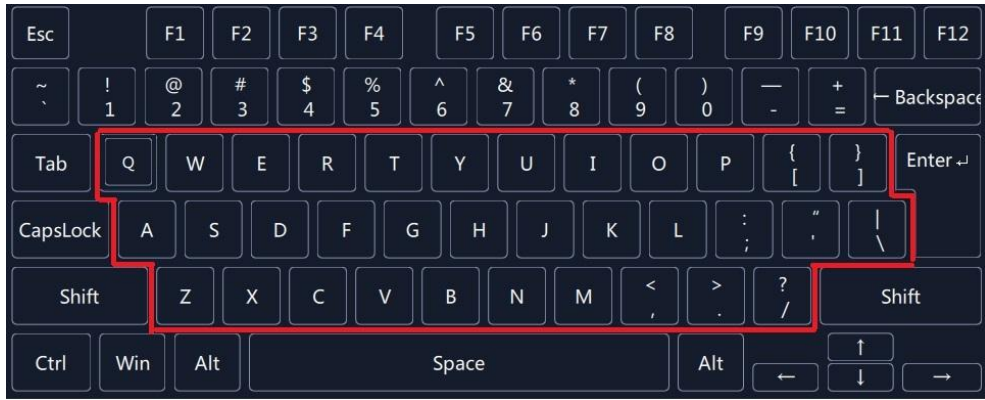 Esc F1 F2 F3 F4 F5 F6 F7 F8 F9 F10 F11 F12
~ ! @ # $ % ^ & * ( ) — +
` 1 2 3 4 5 6 7 8 9 0 - = ← Backspace
Tab Q W E R T Y U I O P { } Enter ↵
[ ]
CapsLock A S D F G H J K L : " |
; ' \
Shift Z X C V B N M < > ? Shift
, . /
Ctrl Win Alt Space Alt ↑
← ↓ →